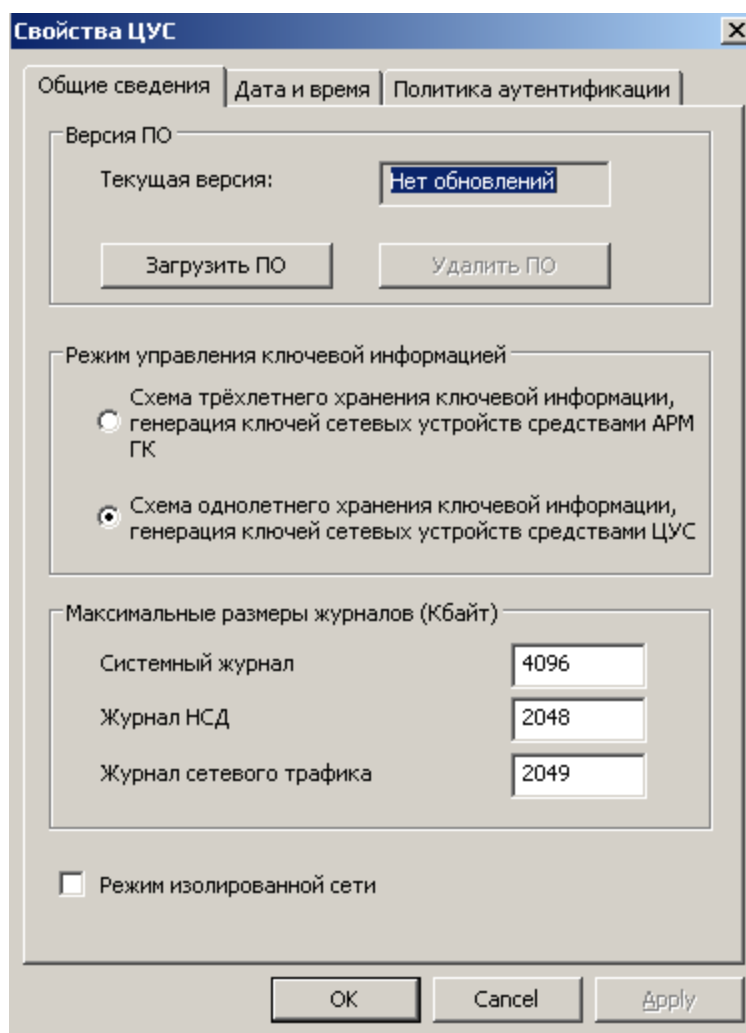 Свойства ЦУС
Общие сведения
Дата и время
Политика аутентификации
Версия ПО
Текущая версия:
Нет обновлений
Загрузить ПО
Удалить ПО
Режим управления ключевой информацией
Схема трёхлетнего хранения ключевой информации,
генерация ключей сетевых устройств средствами АРМ
ГК
Схема однолетнего хранения ключевой информации,
генерация ключей сетевых устройств средствами ЦУС
Максимальные размеры журналов (Кбайт)
Системный журнал
4096
Журнал НСД
2048
Журнал сетевого трафика
2049
Режим изолированной сети
OK
Cancel
Apply